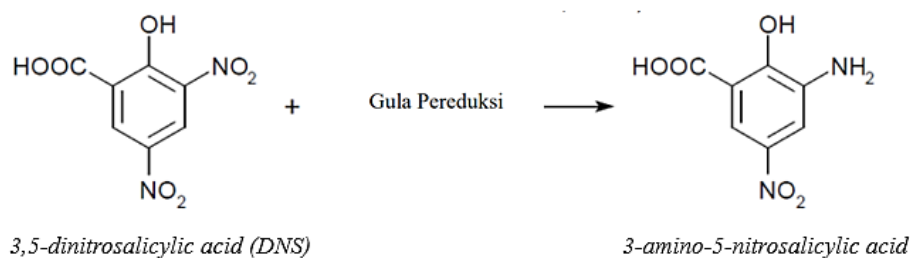 OH
HOOC
NO2
NO2
+
Gula Pereduksi
OH
HOOC
NH2
NO2
3,5-dinitrosalicylic acid (DNS)
3-amino-5-nitrosalicylic acid